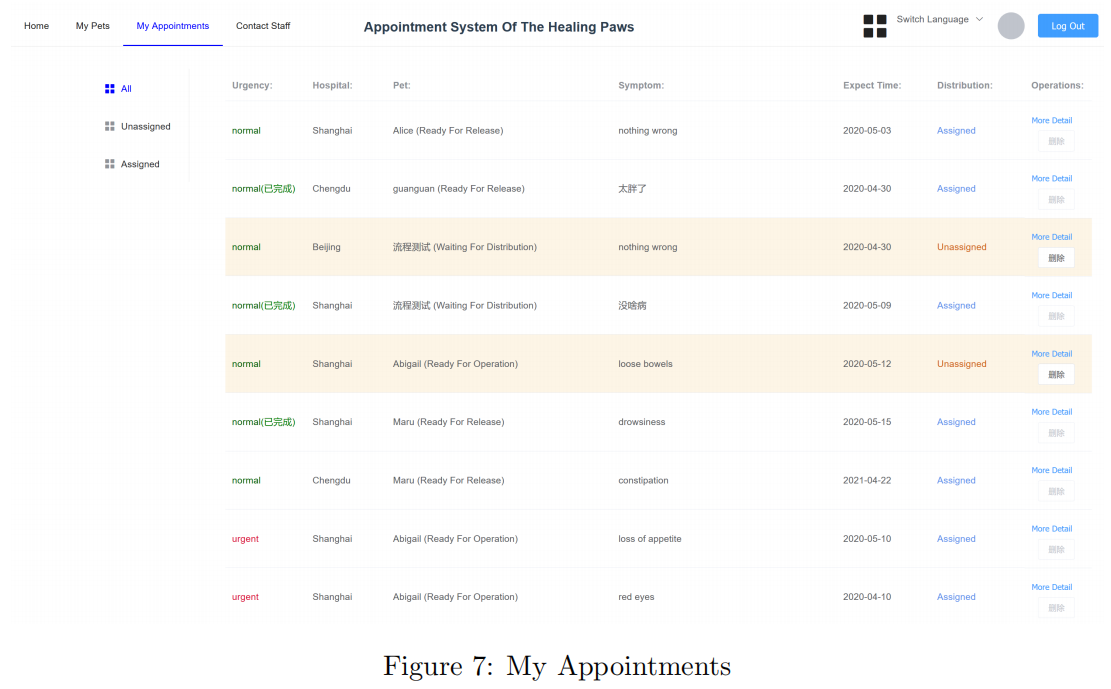 Home My Pets My Appointments Contact Staff Appointment System Of The Healing Paws Switch Language Log Out
All
Unassigned
Assigned
Urgency: Hospital: Pet: Symptom: Expect Time: Distribution: Operations:
normal Shanghai Alice (Ready For Release) nothing wrong 2020-05-03 Assigned More Detail
删除
normal(已完成) Chengdu guanguan (Ready For Release) 太胖了 2020-04-30 Assigned More Detail
删除
normal Beijing 流程测试 (Waiting For Distribution) nothing wrong 2020-04-30 Unassigned More Detail
删除
normal(已完成) Shanghai 流程测试 (Waiting For Distribution) 没啥病 2020-05-09 Assigned More Detail
删除
normal Shanghai Abigail (Ready For Operation) loose bowels 2020-05-12 Unassigned More Detail
删除
normal(已完成) Shanghai Maru (Ready For Release) drowsiness 2020-05-15 Assigned More Detail
删除
normal Chengdu Maru (Ready For Release) constipation 2021-04-22 Assigned More Detail
删除
urgent Shanghai Abigail (Ready For Operation) loss of appetite 2020-05-10 Assigned More Detail
删除
urgent Shanghai Abigail (Ready For Operation) red eyes 2020-04-10 Assigned More Detail
删除
Figure 7: My Appointments